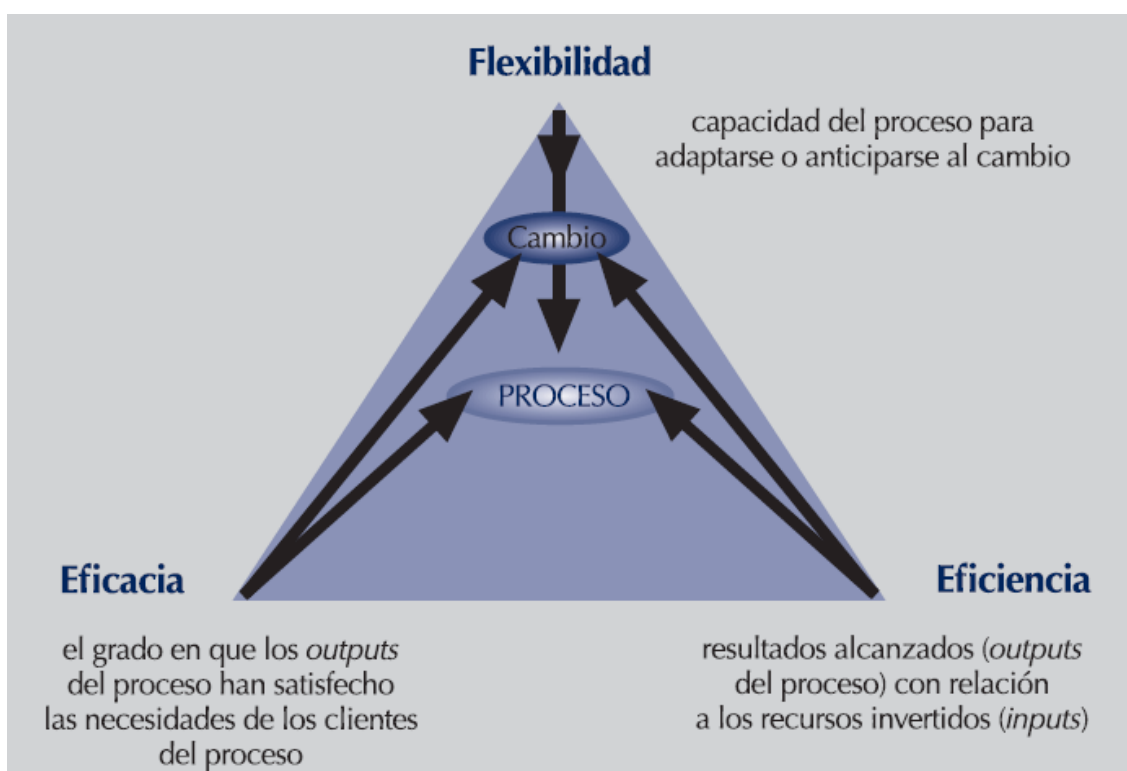 Flexibilidad
capacidad del proceso para
adaptarse o anticiparse al cambio
Cambio
PROCESO
Eficacia
el grado en que los outputs
del proceso han satisfecho
las necesidades de los clientes
del proceso
Eficiencia
resultados alcanzados (outputs
del proceso) con relación
a los recursos invertidos (inputs)